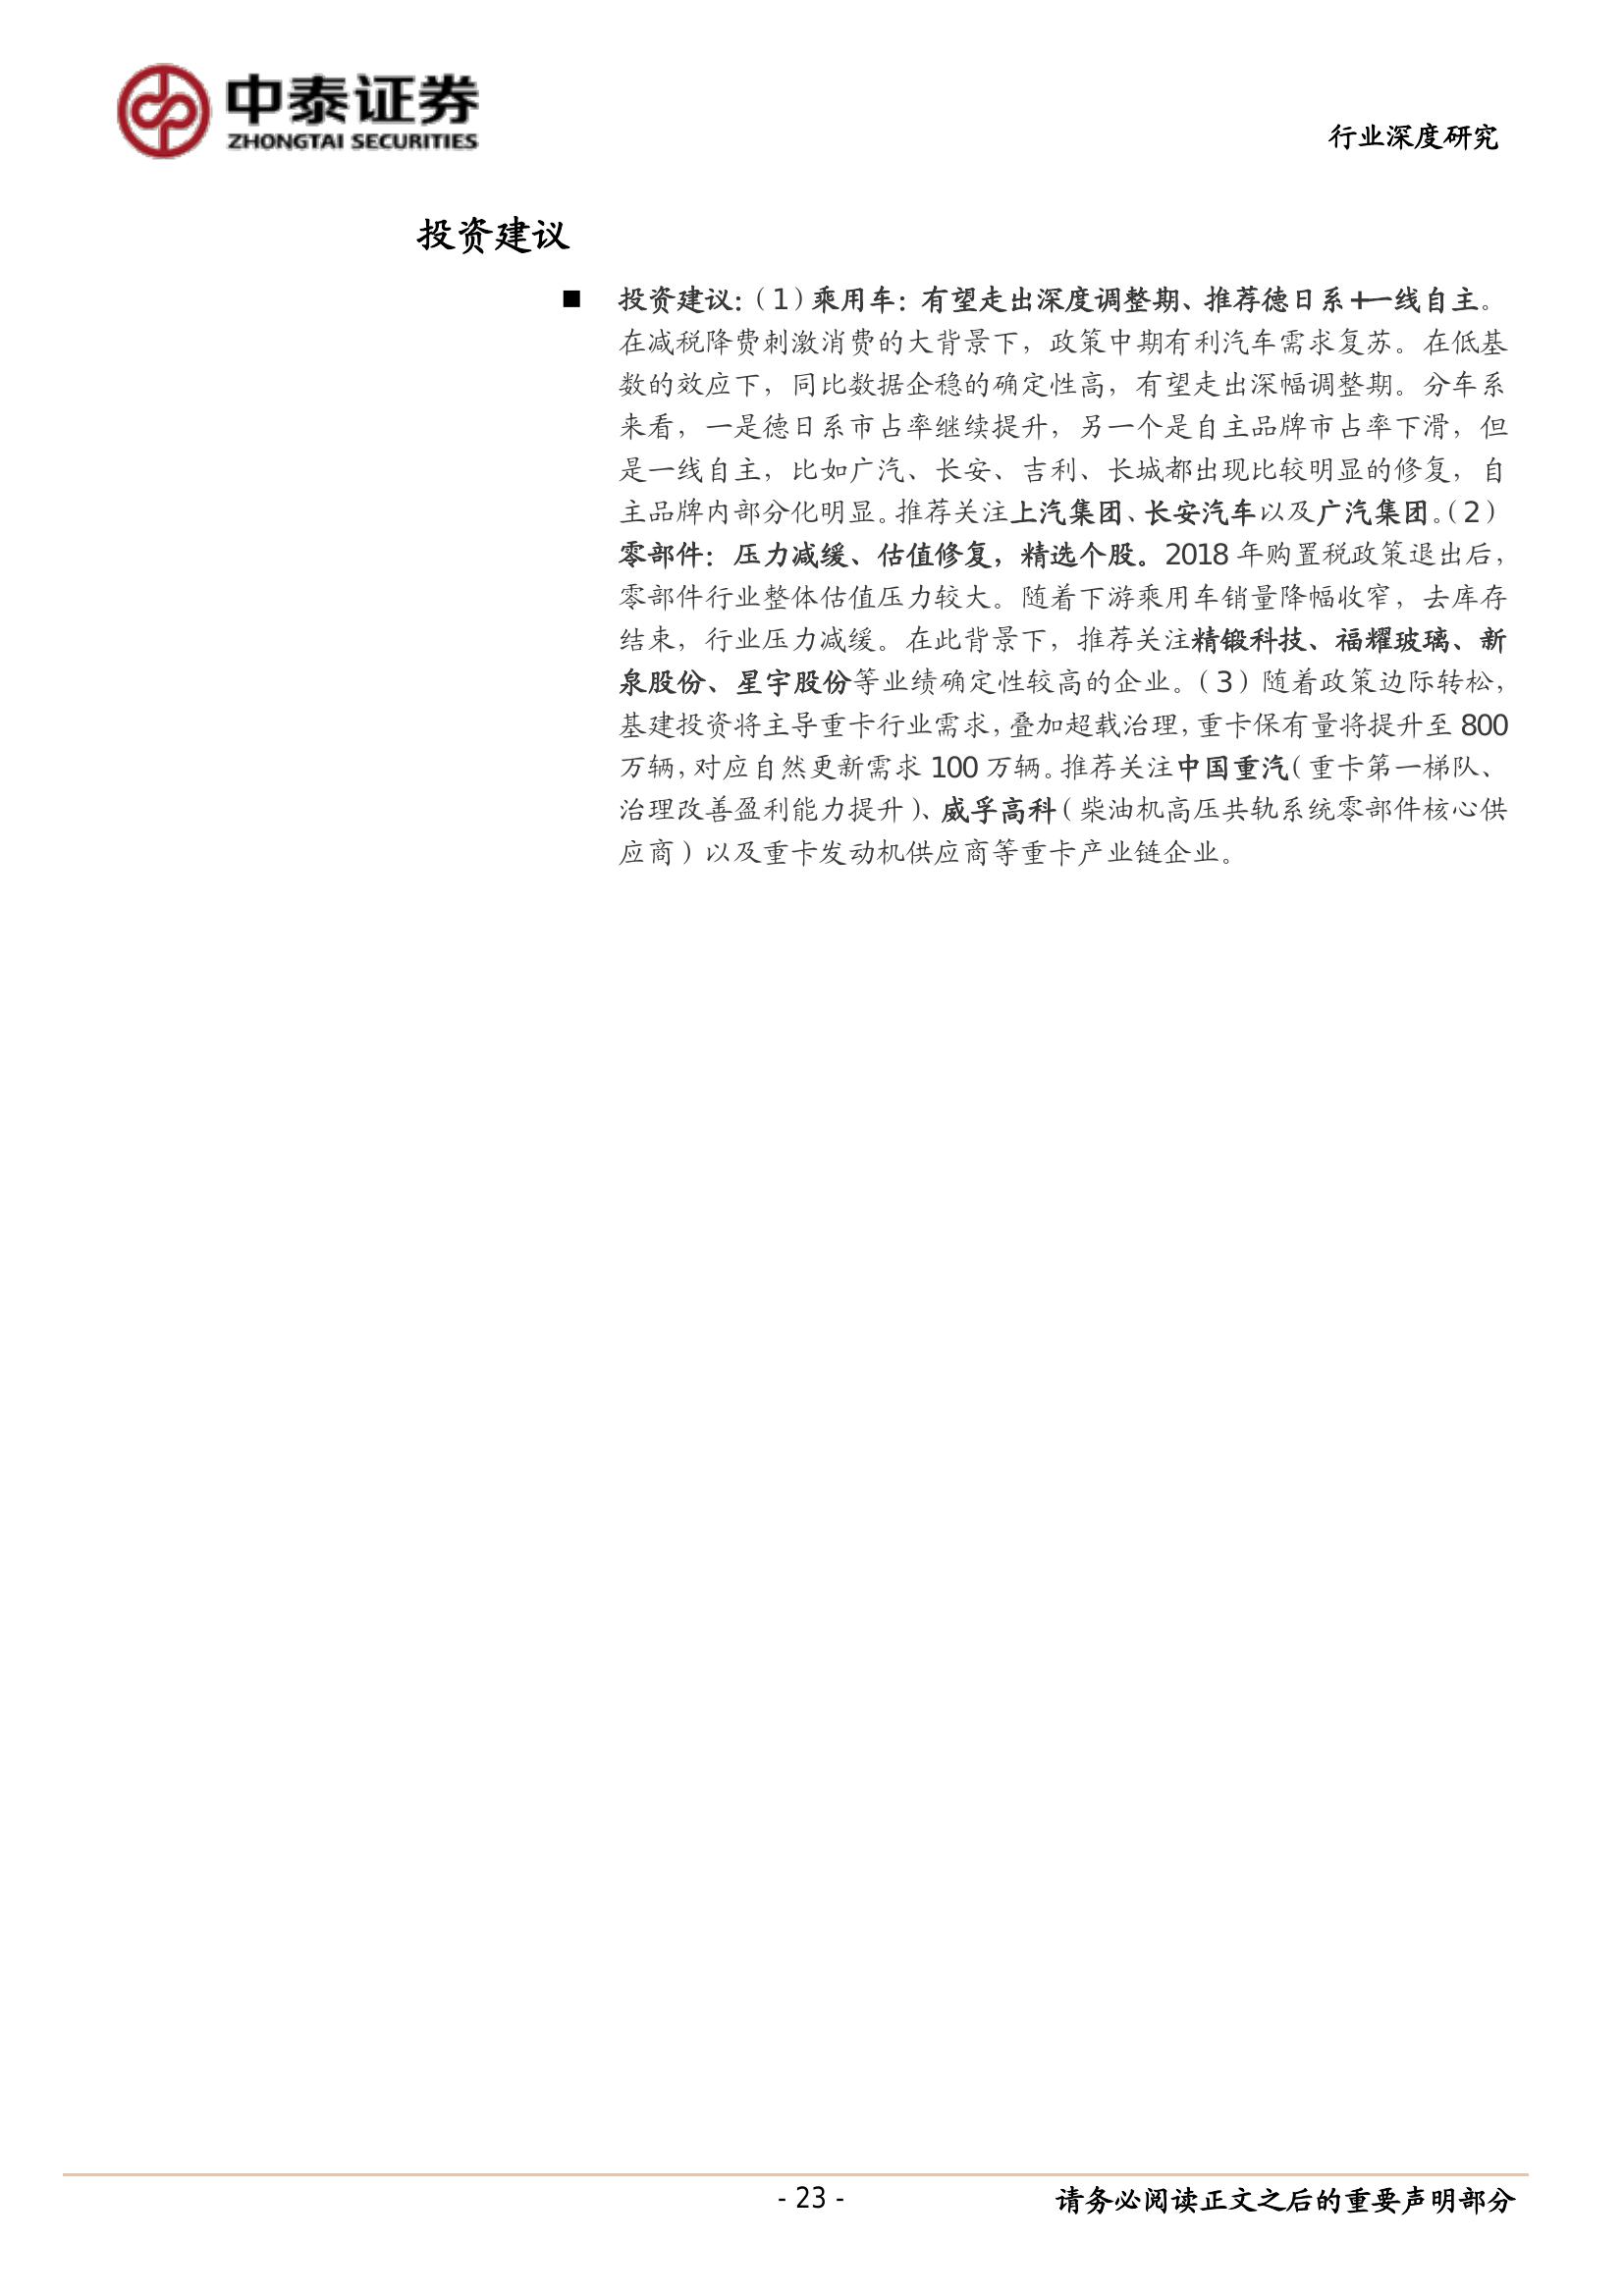 中泰证券
ZHONGTAI SECURITIES
行业深度研究
投资建议
■ 投资建议：（1）乘用车：有望走出深度调整期、推荐德日系+一线自主。
在减税降费刺激消费的大背景下，政策中期有利汽车需求复苏。在低基
数的效应下，同比数据企稳的确定性高，有望走出深幅调整期。分车系
来看，一是德日系市占率继续提升，另一个是自主品牌市占率下滑，但
是一线自主，比如广汽、长安、吉利、长城都出现比较明显的修复，自
主品牌内部分化明显。推荐关注上汽集团、长安汽车以及广汽集团。（2）
零部件：压力减缓、估值修复，精选个股。2018 年购置税政策退出后，
零部件行业整体估值压力较大。随着下游乘用车销量降幅收窄，去库存
结束，行业压力减缓。在此背景下，推荐关注精锻科技、福耀玻璃、新
泉股份、星宇股份等业绩确定性较高的企业。（3）随着政策边际转松，
基建投资将主导重卡行业需求，叠加超载治理，重卡保有量将提升至 800
万辆，对应自然更新需求 100 万辆。推荐关注中国重汽（重卡第一梯队、
治理改善盈利能力提升）、威孚高科（柴油机高压共轨系统零部件核心供
应商）以及重卡发动机供应商等重卡产业链企业。
- 23 -
请务必阅读正文之后的重要声明部分